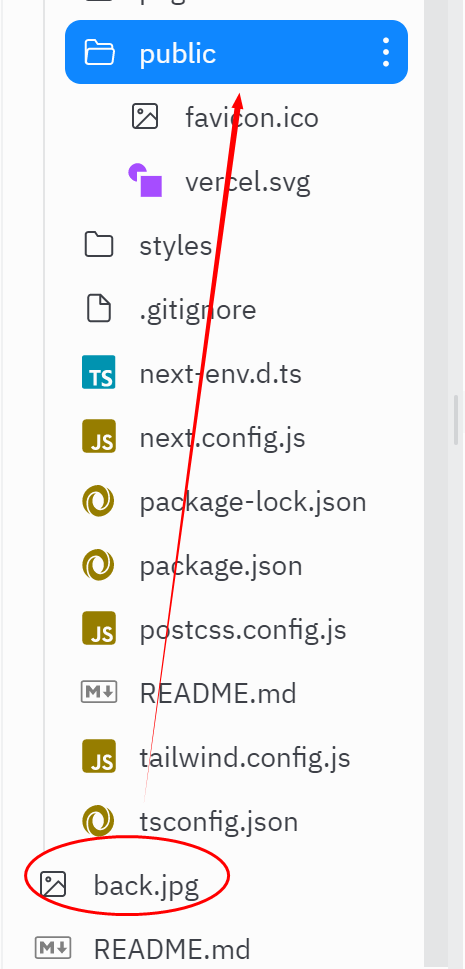 public
favicon.ico
vercel.svg
styles
.gitignore
TS next-env.d.ts
JS next.config.js
package-lock.json
package.json
JS postcss.config.js
M README.md
JS tailwind.config.js
tsconfig.json
back.jpg
M README.md